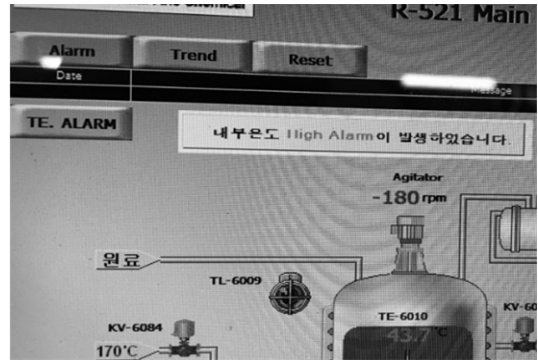 Chemical
R-521 Main
Alarm
Trend
Reset
Date
Message
TE. ALARM
내부온도 High Alarm이 발생하였습니다.
Agitator
-180 rpm
원료
TL-6009
TE-6010
43.7°C
KV-6084
170°C